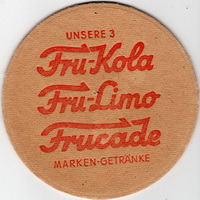 UNSERE 3
Fru-Kola
Fru-Limo
Frucade
MARKEN-GETRÄNKE